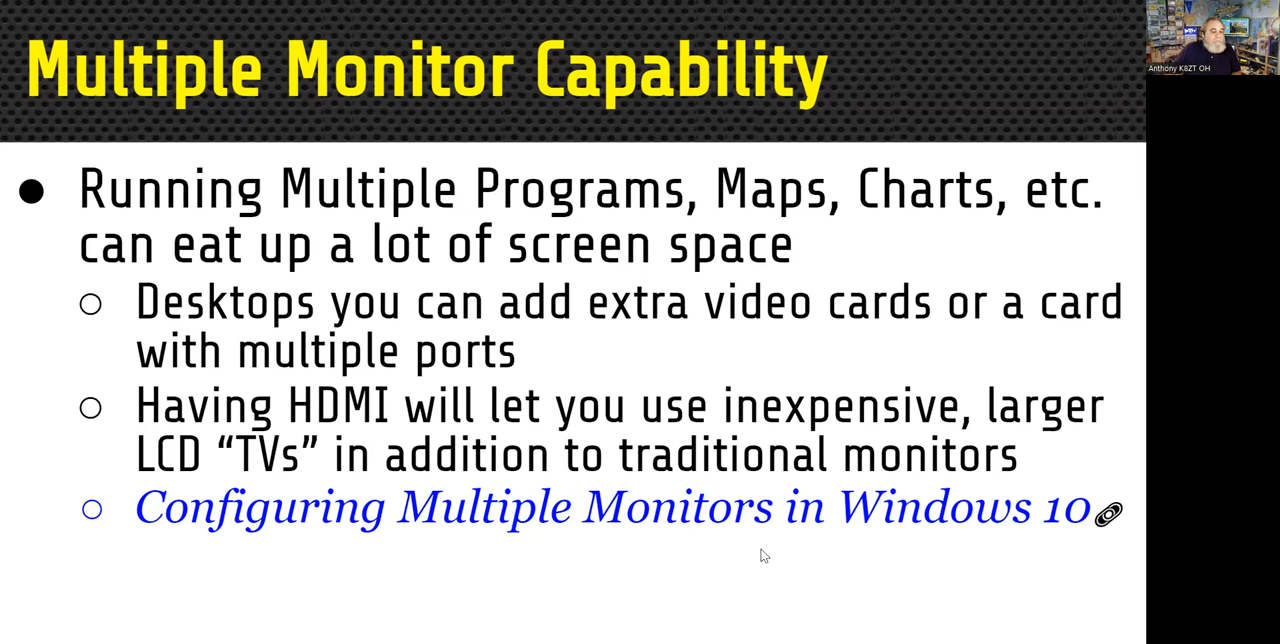 Multiple Monitor Capability
Anthony K8ZT OH
● Running Multiple Programs, Maps, Charts, etc.
can eat up a lot of screen space
○ Desktops you can add extra video cards or a card
with multiple ports
○ Having HDMI will let you use inexpensive, larger
LCD “TVs” in addition to traditional monitors
○ Configuring Multiple Monitors in Windows 10